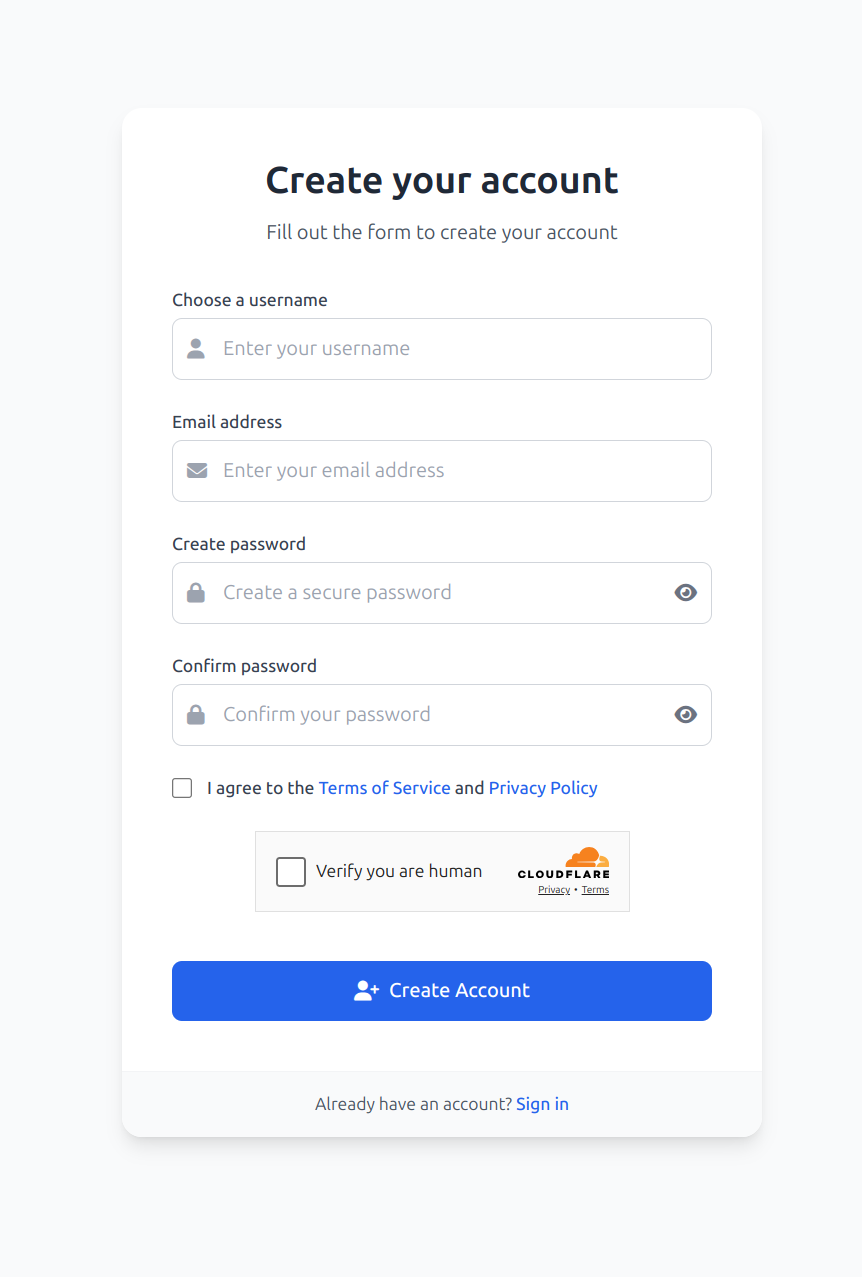 Create your account
Fill out the form to create your account
Choose a username
Enter your username
Email address
Enter your email address
Create password
Create a secure password
Confirm password
Confirm your password
I agree to the Terms of Service and Privacy Policy
Verify you are human
CLOUDFLARE
Privacy • Terms
Create Account
Already have an account? Sign in